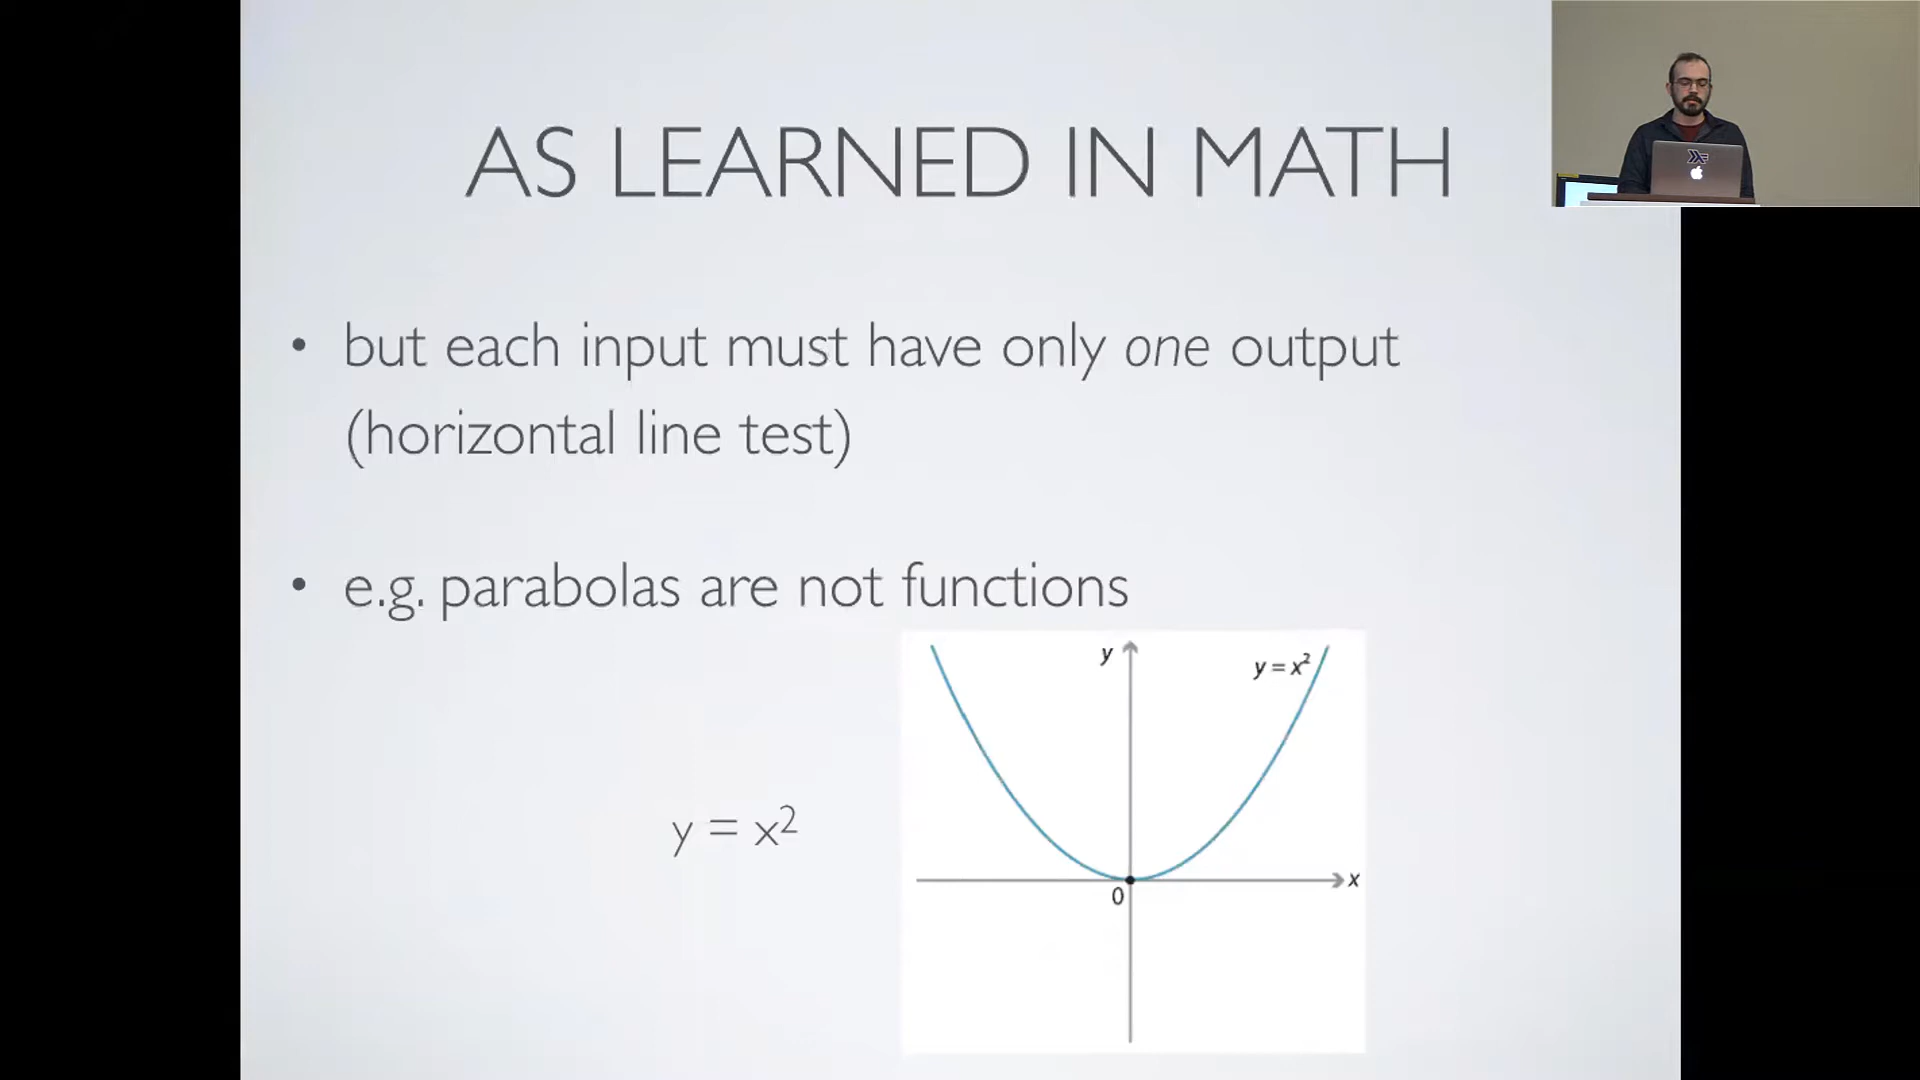 AS LEARNED IN MATH
• but each input must have only one output
(horizontal line test)
• e.g. parabolas are not functions
y = x²
y
y = x²
x
0